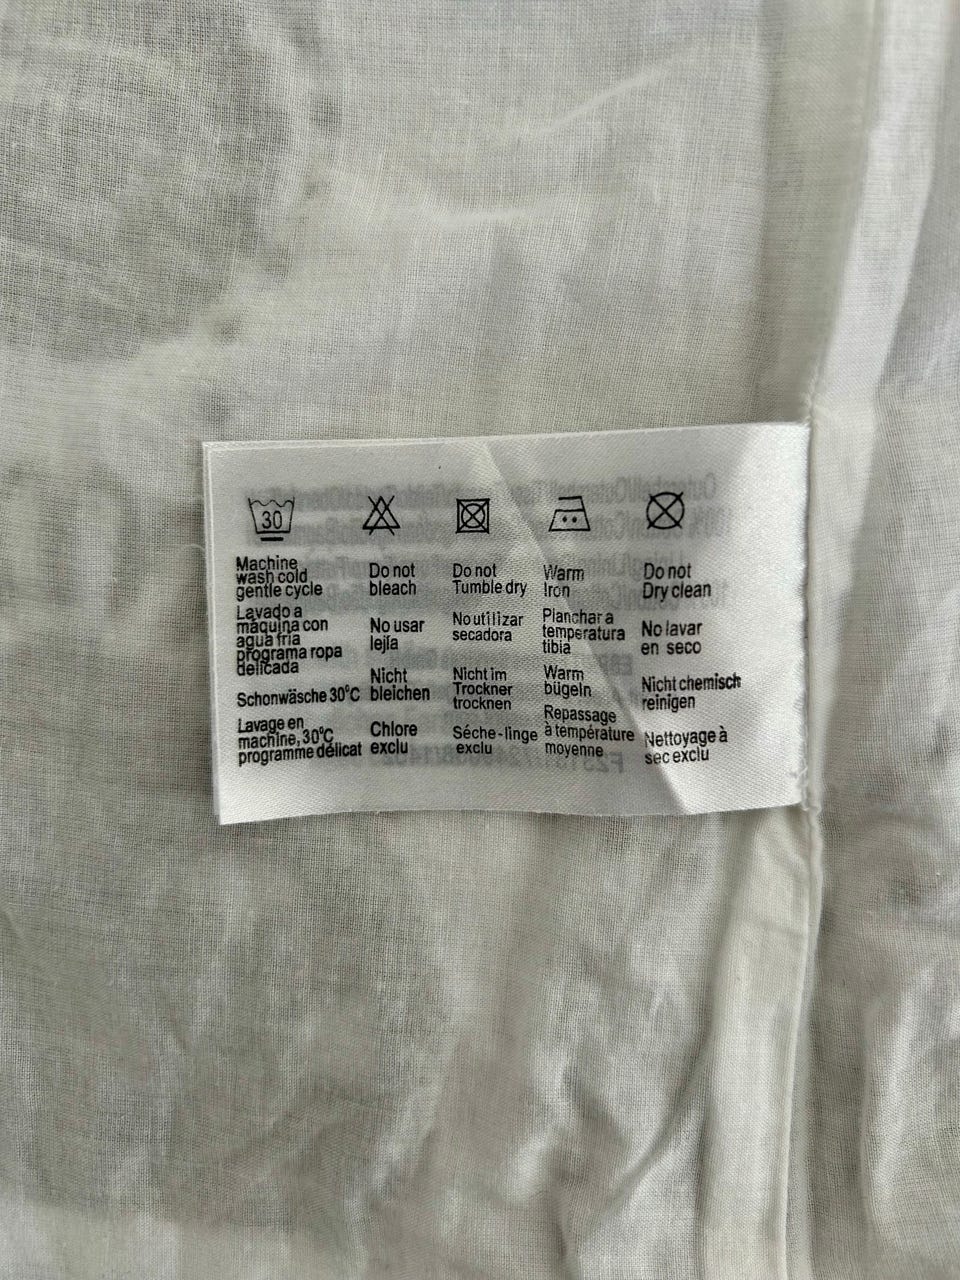 30
Machine
wash cold
gentle cycle
Lavado a
máquina con
agua fría
programa ropa
delicada
Schonwäsche 30°C
Lavage en
machine, 30°C
programme délicat
Do not
bleach
No usar
lejía
Nicht
bleichen
Chlore
exclu
Do not
Tumble dry
No utilizar
secadora
Nicht im
Trockner
trocknen
Séche-linge
exclu
Warm
Iron
Planchar a
temperatura
tibia
Warm
bügeln
Repassage
à température
moyenne
Do not
Dry clean
No lavar
en seco
Nicht chemisch
reinigen
Nettoyage à
sec exclu